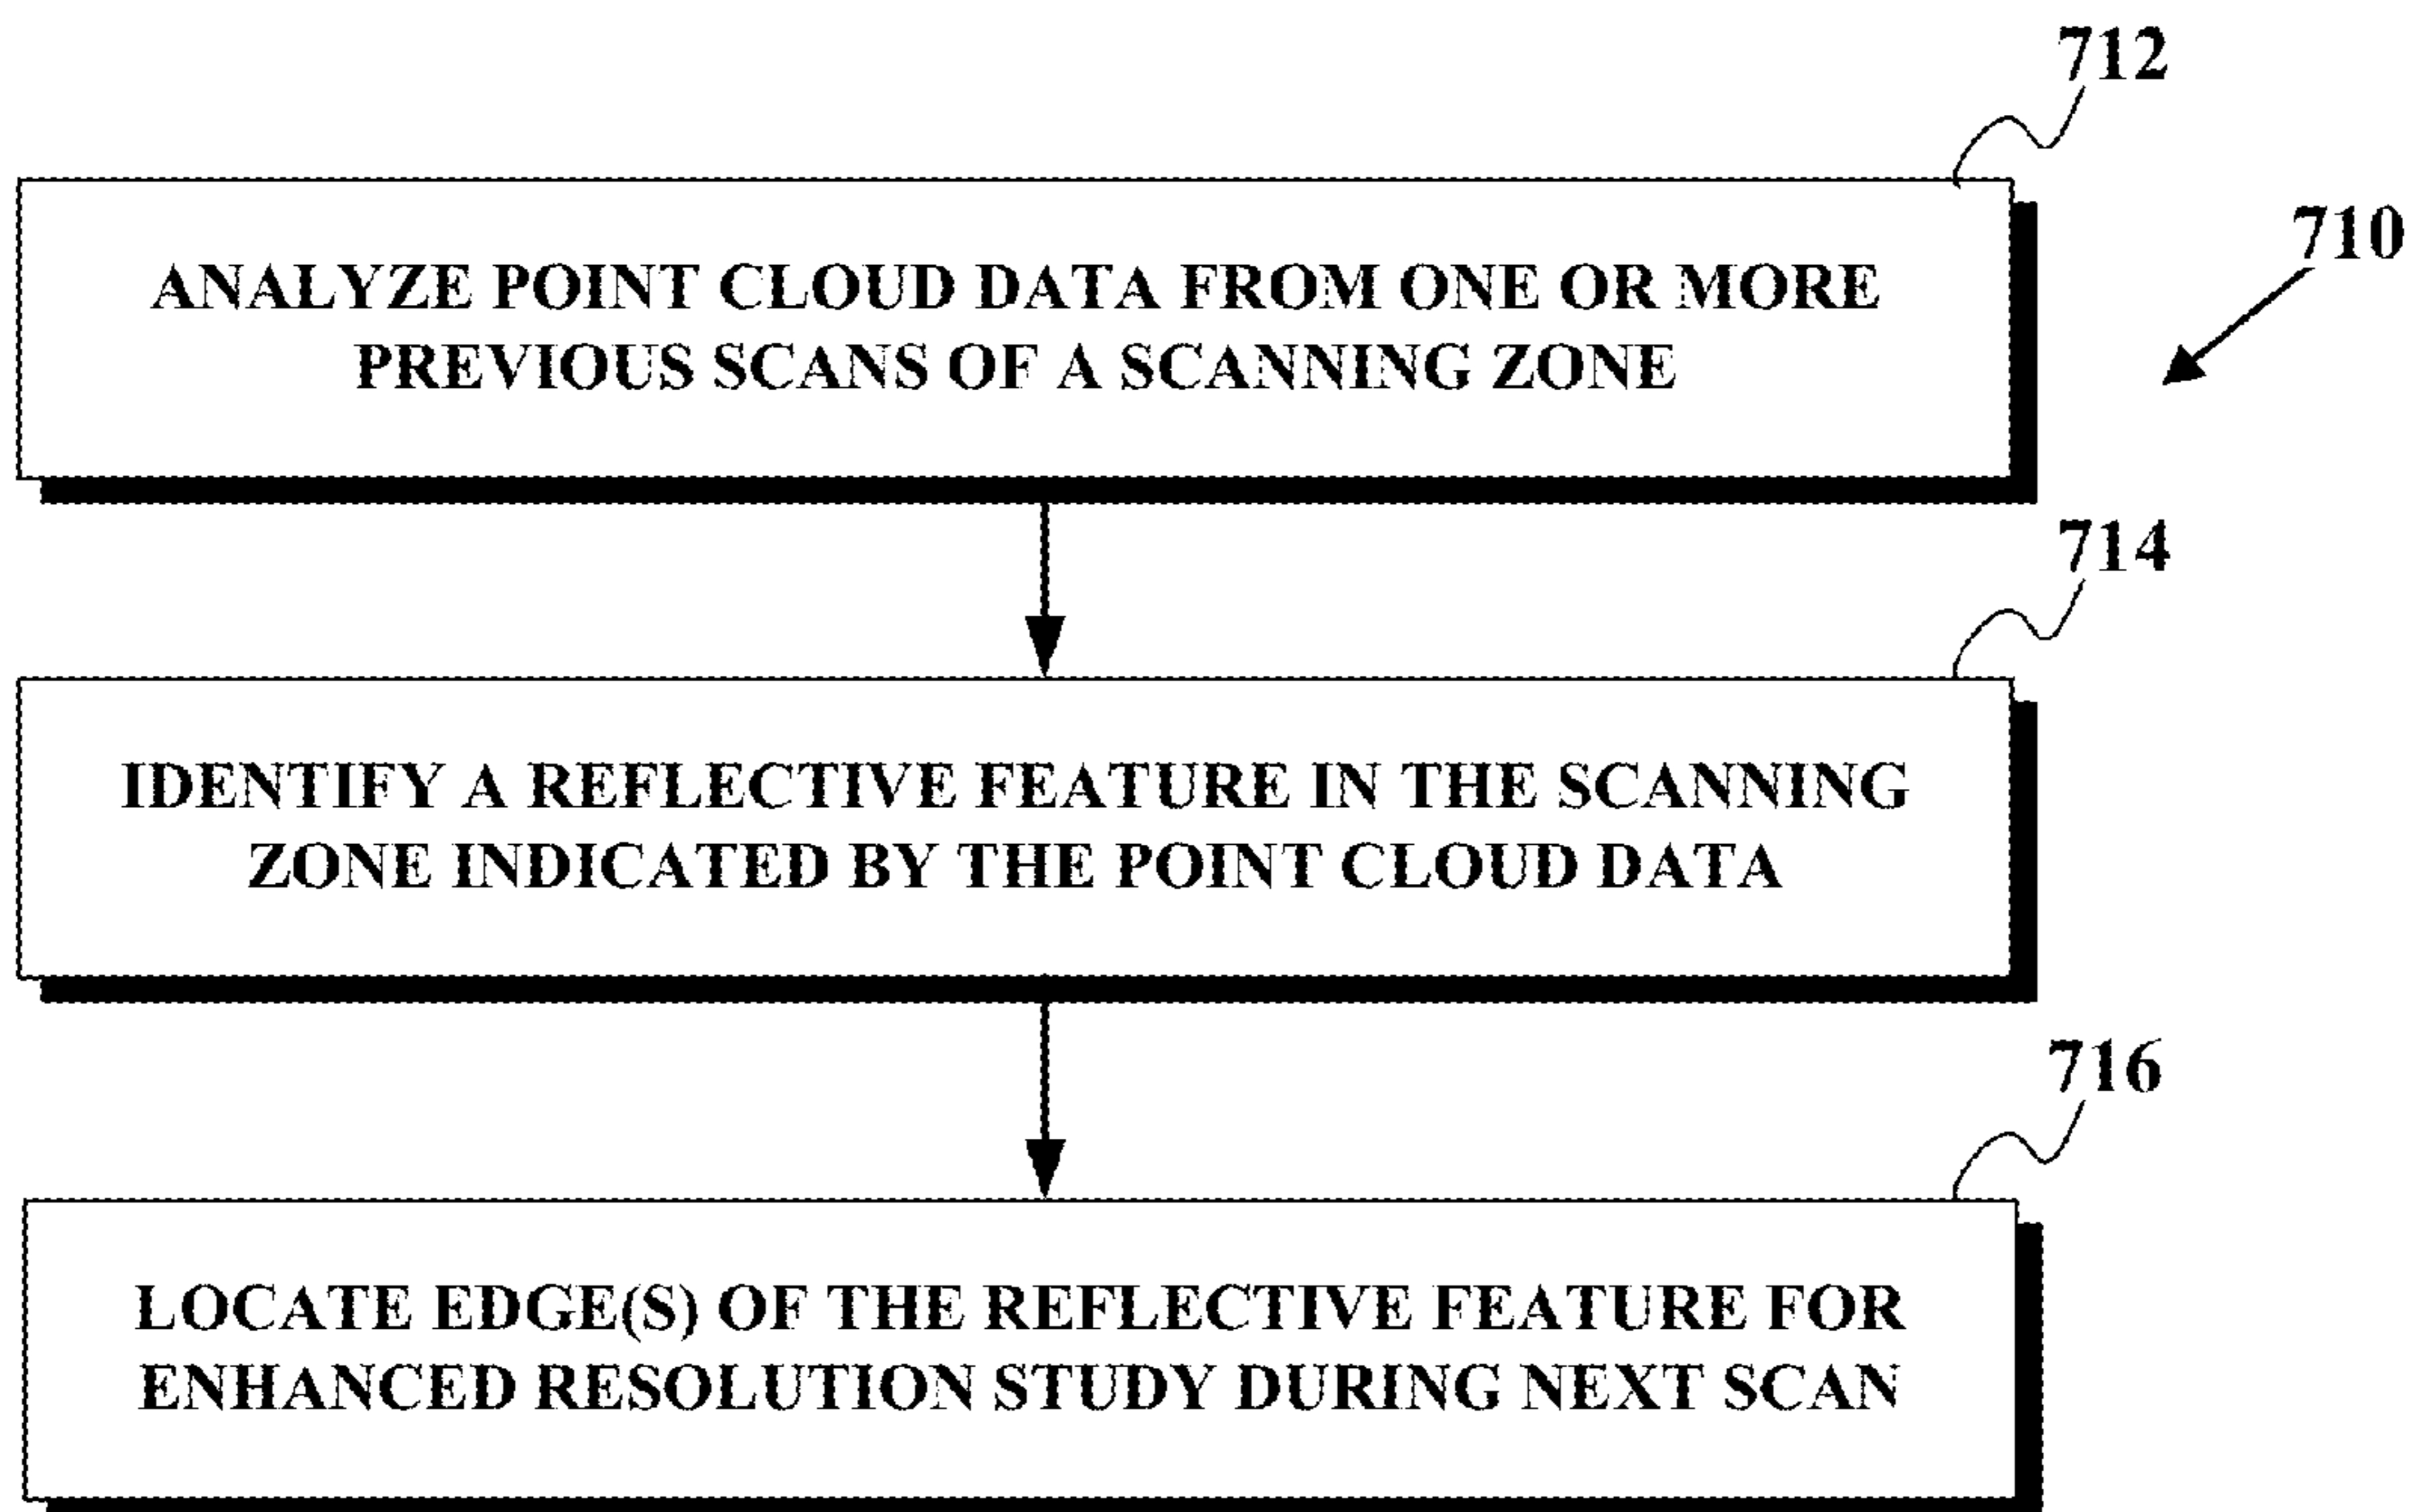 712
710
ANALYZE POINT CLOUD DATA FROM ONE OR MORE
PREVIOUS SCANS OF A SCANNING ZONE
714
IDENTIFY A REFLECTIVE FEATURE IN THE SCANNING
ZONE INDICATED BY THE POINT CLOUD DATA
716
LOCATE EDGE(S) OF THE REFLECTIVE FEATURE FOR
ENHANCED RESOLUTION STUDY DURING NEXT SCAN